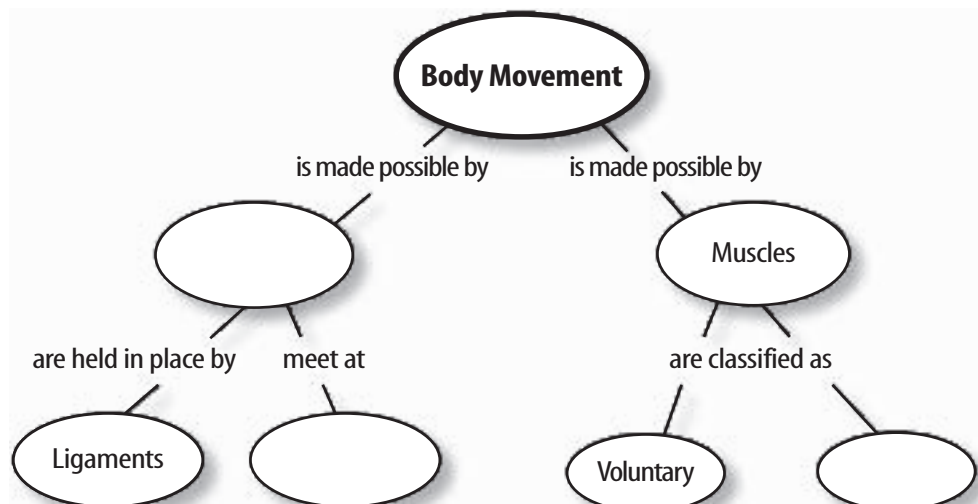 Body Movement
is made possible by
is made possible by
Muscles
are held in place by
meet at
are classified as
Ligaments
Voluntary